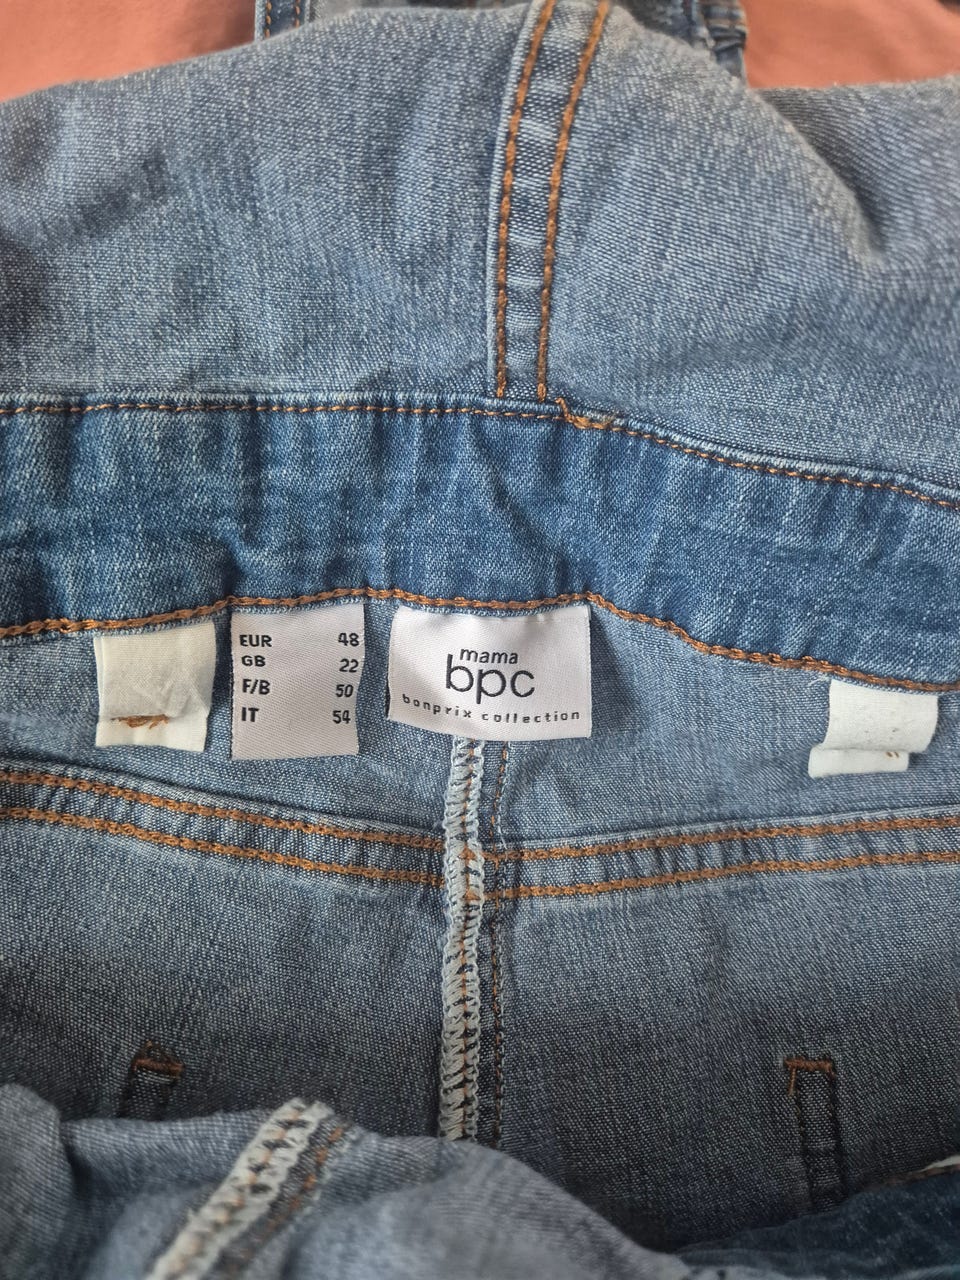 EUR 48
GB 22
F/B 50
IT 54
mama
bpc
bonprix collection